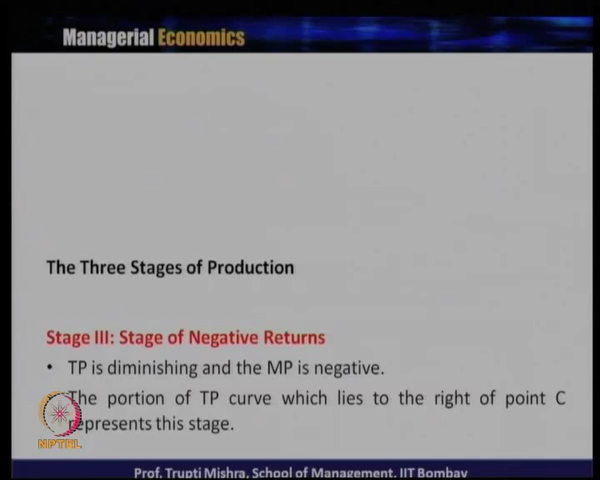 Managerial Economics
The Three Stages of Production
Stage III: Stage of Negative Returns
• TP is diminishing and the MP is negative.
The portion of TP curve which lies to the right of point C
represents this stage.
NPTEL
Prof. Trupti Mishra, School of Management, IIT Bombay